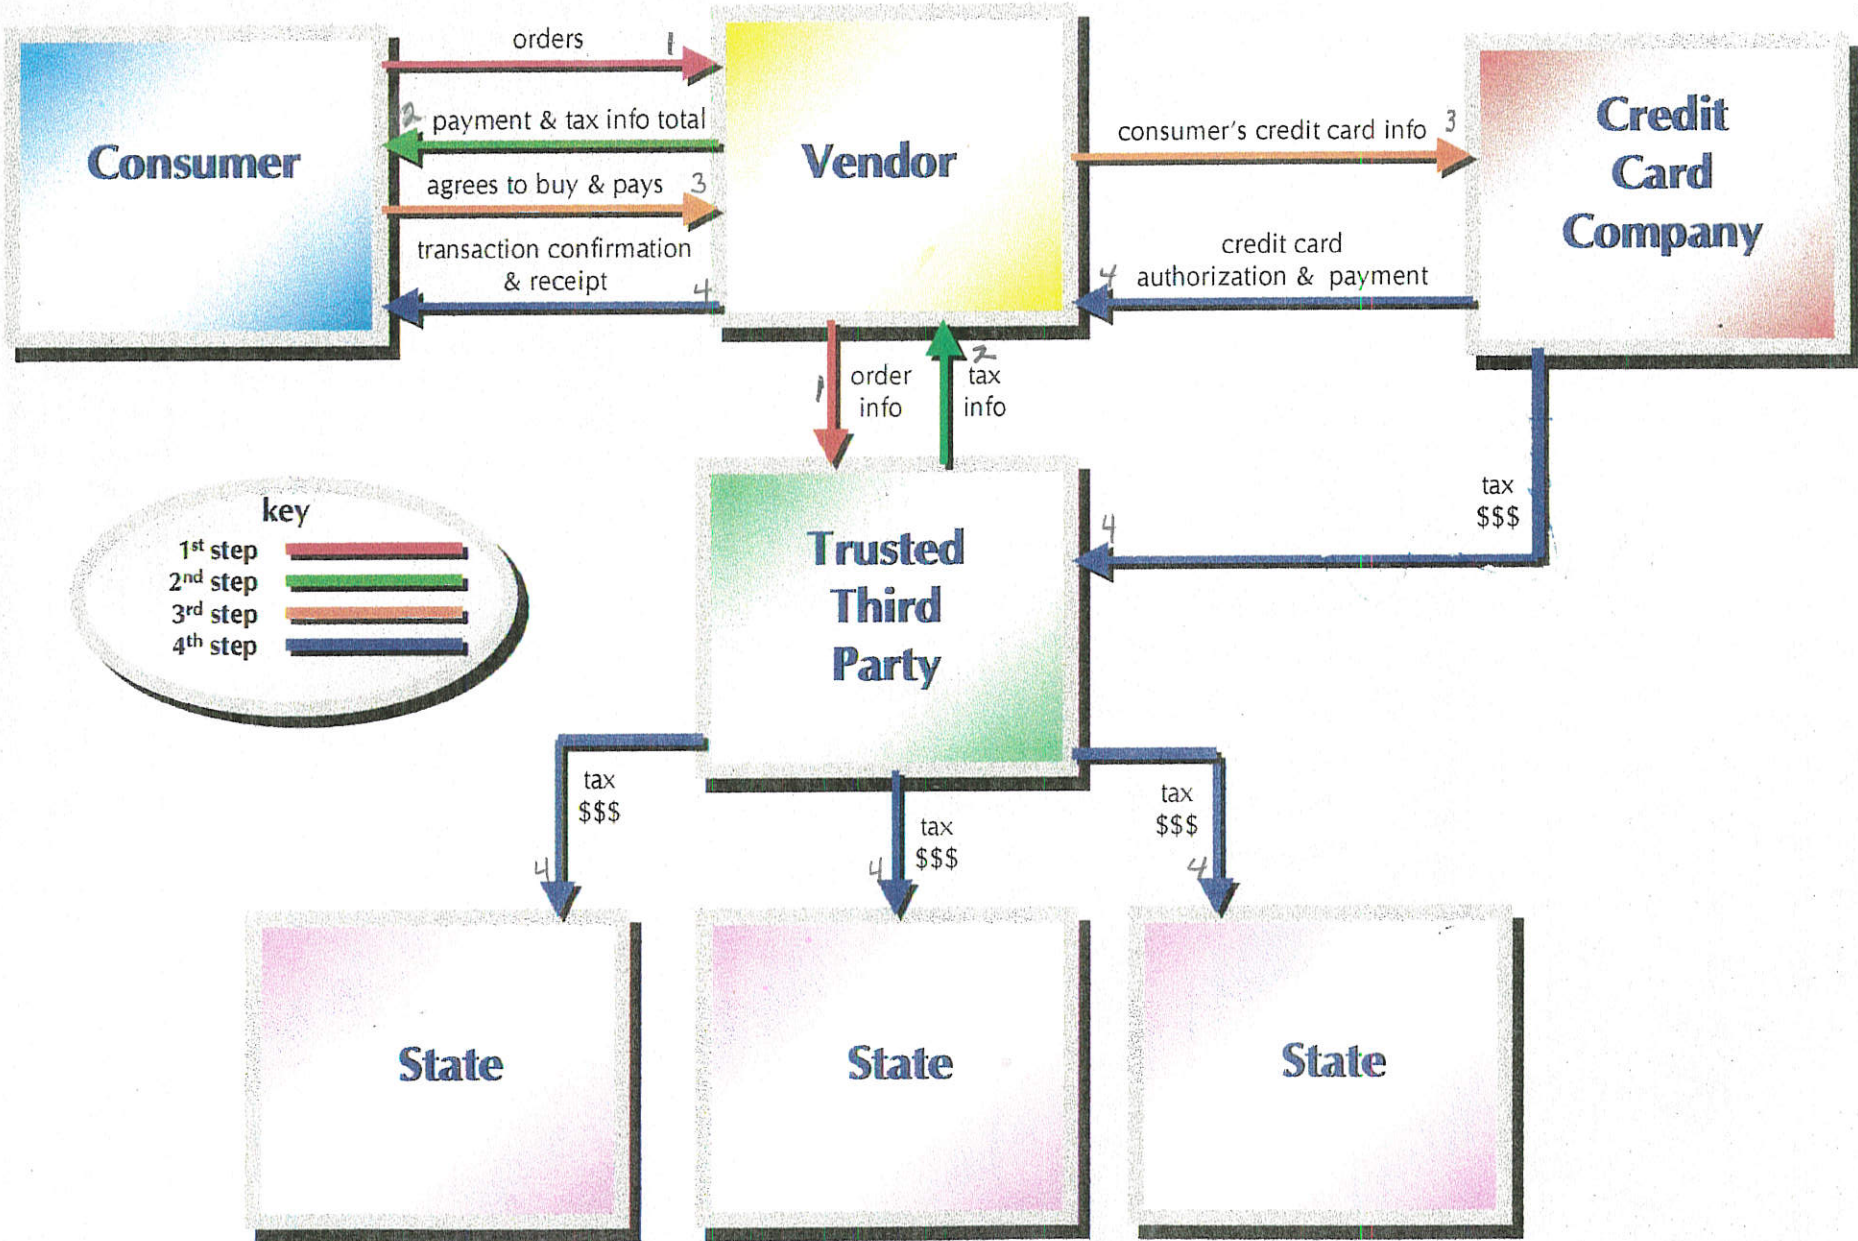 orders 1
2 payment & tax info total
agrees to buy & pays 3
transaction confirmation
& receipt
4
Consumer
Vendor
consumer's credit card info 3
credit card
4 authorization & payment
Credit
Card
Company
1
order
info
2
tax
info
key
1st step
2nd step
3rd step
4th step
Trusted
Third
Party
4
tax
$$$
tax
$$$
4
tax
$$$
4
tax
$$$
4
State
State
State